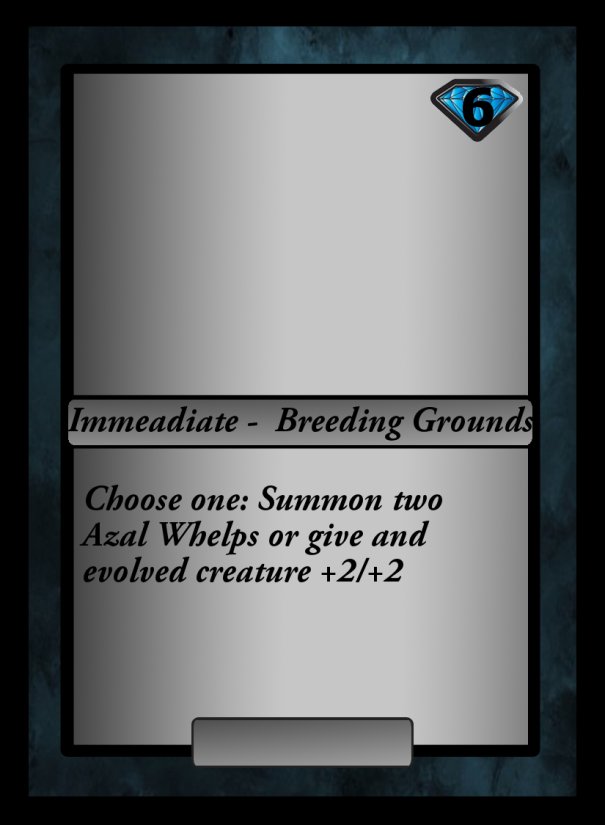 6
Immeadiate - Breeding Grounds
Choose one: Summon two
Azal Whelps or give and
evolved creature +2/+2